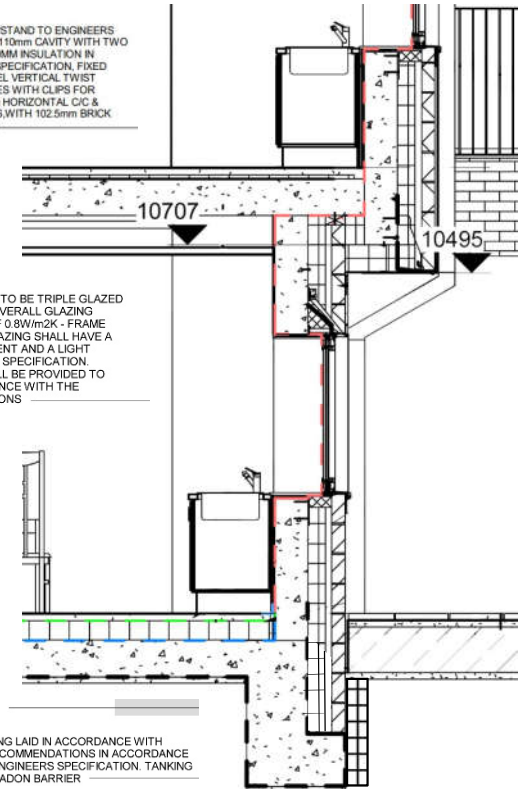 STAND TO ENGINEERS
110mm CAVITY WITH TWO
MM INSULATION IN
SPECIFICATION, FIXED
EL VERTICAL TWIST
ES WITH CLIPS FOR
HORIZONTAL C/C &
S,WITH 102.5mm BRICK
10707
10495
TO BE TRIPLE GLAZED
VERALL GLAZING
F 0.8W/m2K - FRAME
AZING SHALL HAVE A
ENT AND A LIGHT
SPECIFICATION.
LL BE PROVIDED TO
NCE WITH THE
ONS
NG LAID IN ACCORDANCE WITH
COMMENDATIONS IN ACCORDANCE
NGINEERS SPECIFICATION. TANKING
ADON BARRIER